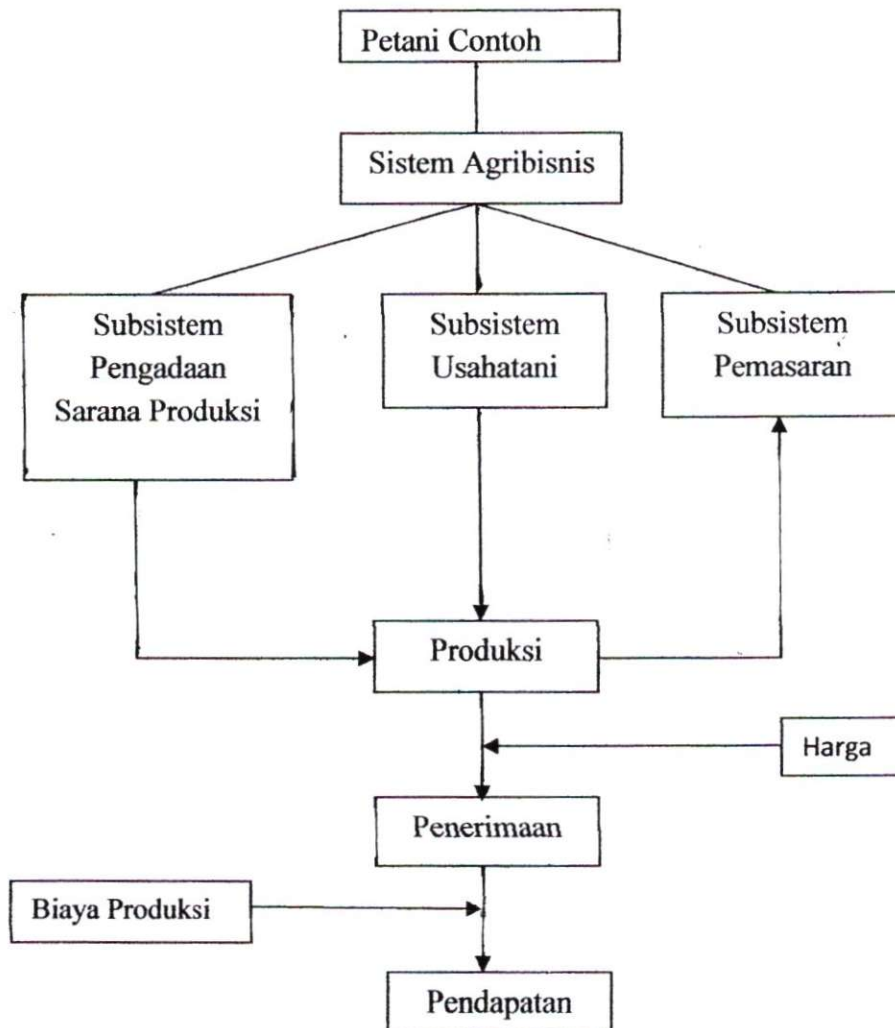 Petani Contoh
Sistem Agribisnis
Subsistem
Pengadaan
Sarana Produksi
Subsistem
Usahatani
Subsistem
Pemasaran
Produksi
Harga
Penerimaan
Biaya Produksi
Pendapatan